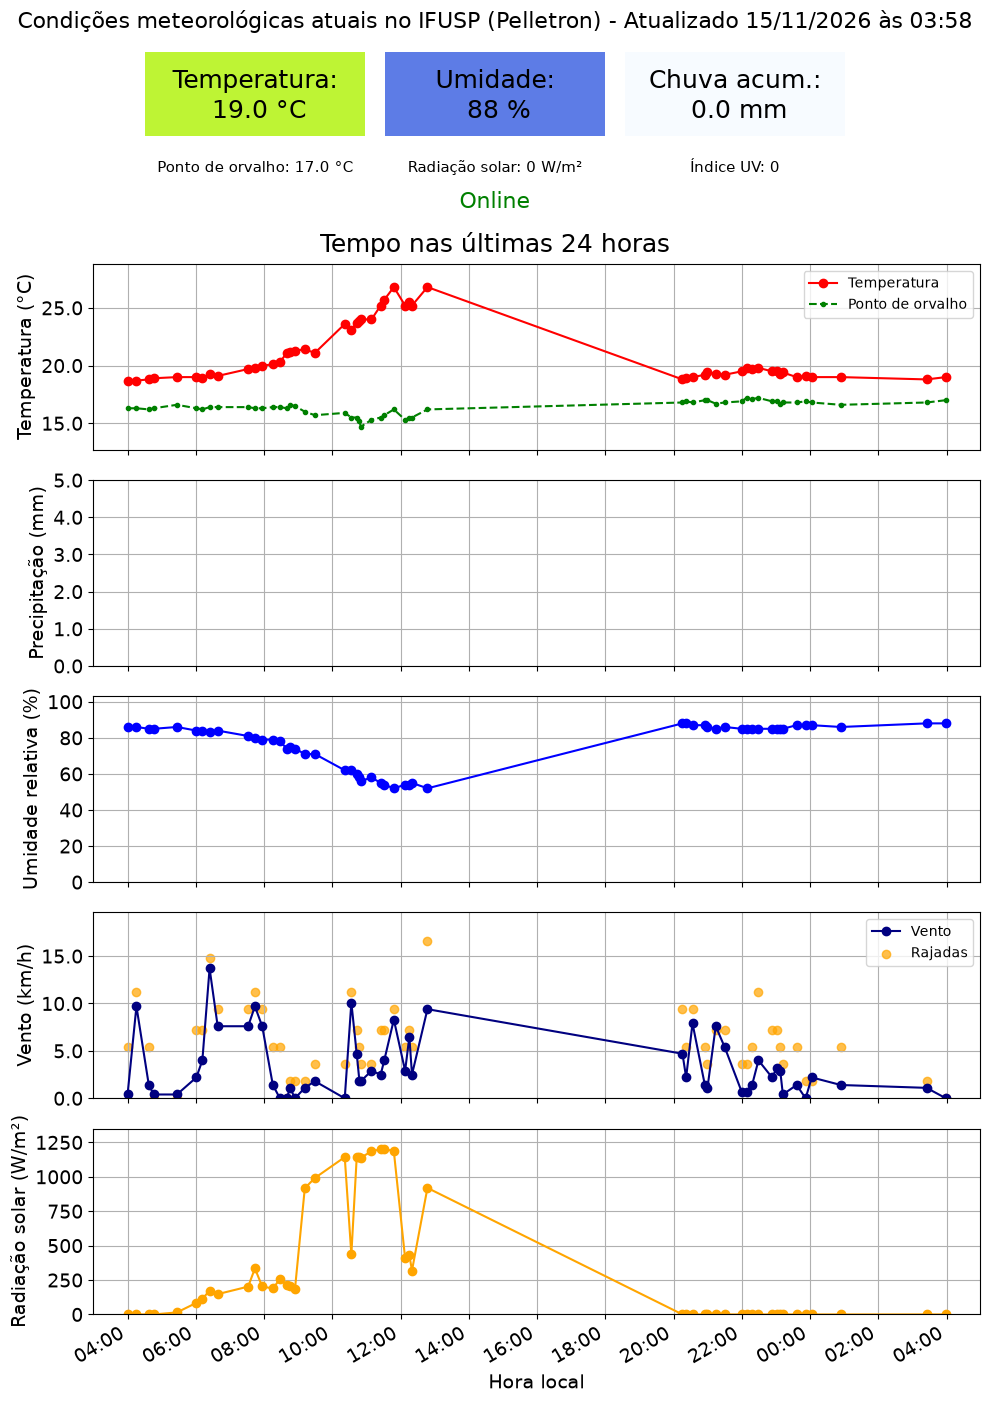 Condições meteorológicas atuais no IFUSP (Pelletron) - Atualizado 15/11/2026 às 03:58
Temperatura:
19.0 °C
Umidade:
88 %
Chuva acum.:
0.0 mm
Ponto de orvalho: 17.0 °C
Radiação solar: 0 W/m²
Índice UV: 0
Online
Tempo nas últimas 24 horas
Temperatura (°C)
25.0
20.0
15.0
Temperatura
Ponto de orvalho
Precipitação (mm)
5.0
4.0
3.0
2.0
1.0
0.0
Umidade relativa (%)
100
80
60
40
20
0
Vento (km/h)
15.0
10.0
5.0
0.0
Vento
Rajadas
Radiação solar (W/m²)
1250
1000
750
500
250
0
04:00
06:00
08:00
10:00
12:00
14:00
16:00
18:00
20:00
22:00
00:00
02:00
04:00
Hora local